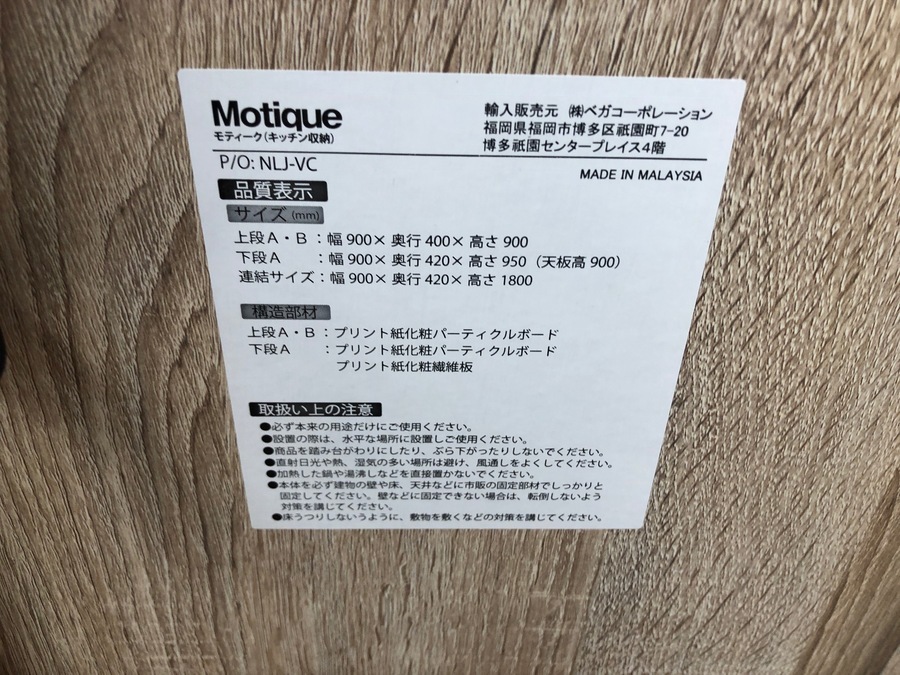 Motique
モティーク(キッチン収納)
輸入販売元 ㈱ベガコーポレーション
福岡県福岡市博多区祇園町7-20
博多祇園センタープレイス4階
P/O: NLJ-VC
MADE IN MALAYSIA
品質表示
サイズ(mm)
上段A・B：幅 900× 奥行 400× 高さ 900
下段A ：幅 900× 奥行 420× 高さ 950（天板高 900）
連結サイズ：幅 900× 奥行 420× 高さ 1800
構造部材
上段A・B：プリント紙化粧パーティクルボード
下段A ：プリント紙化粧パーティクルボード
プリント紙化粧繊維板
取扱い上の注意
●必ず本来の用途だけにご使用ください。
●設置の際は、水平な場所に設置しご使用ください。
●商品を踏み台がわりにしたり、ぶら下がったりしないでください。
●直射日光や熱、湿気の多い場所は避け、風通しをよくしてください。
●加熱した鍋や湯沸しなどを直接置かないでください。
●本体を必ず建物の壁や床、天井などに市販の固定部材でしっかりと
固定してください。壁などに固定できない場合は、転倒しないよう
対策を講じてください。
●床うつりしないうように、敷物を敷くなどの対策を講じてください。